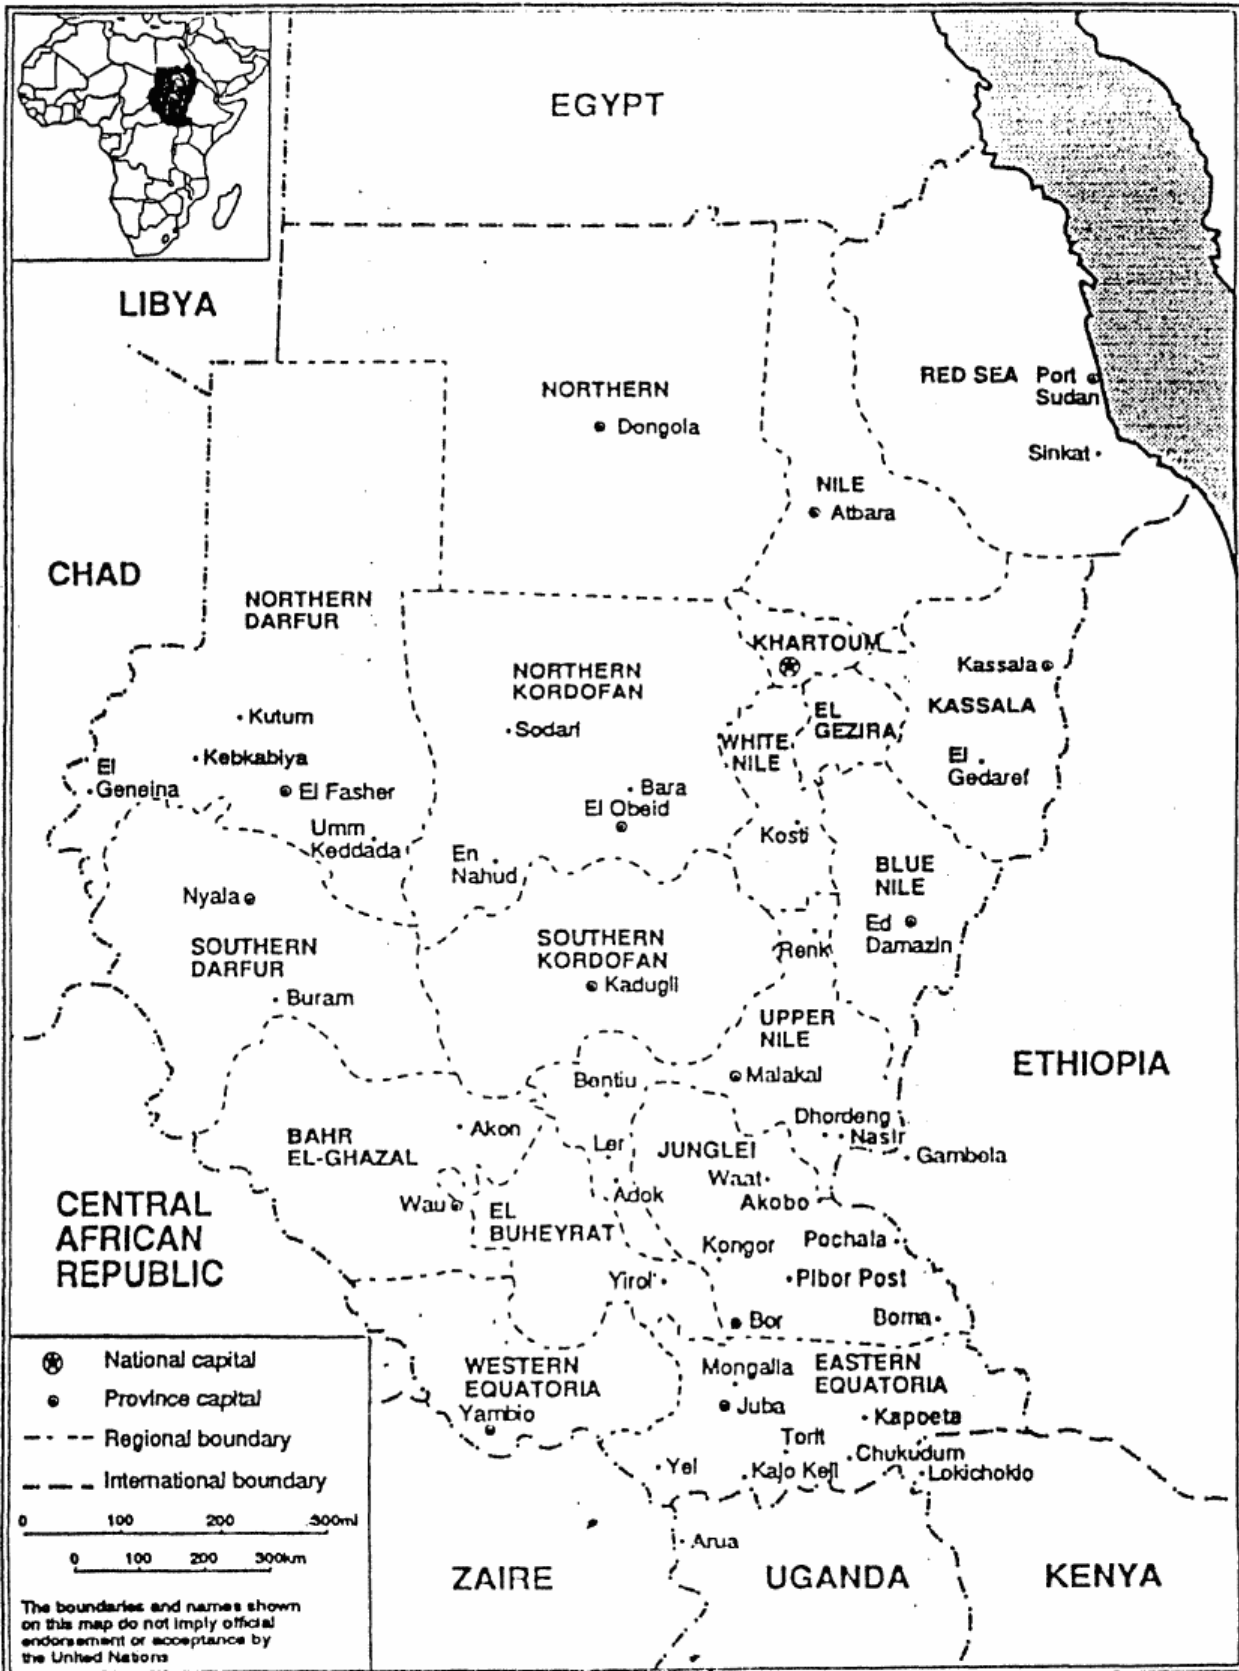 EGYPT
LIBYA
RED SEA
Port
Sudan
NORTHERN
Dongola
Sinkat
NILE
Atbara
CHAD
NORTHERN
DARFUR
KHARTOUM
Kassala
NORTHERN
KORDOFAN
KASSALA
EL
GEZIRA
Kutum
Sodari
WHITE
NILE
Kebkabiya
El
Gedaref
El
Geneina
El Fasher
Bara
El Obeid
Umm
Keddada
Kosti
En
Nahud
BLUE
NILE
Nyala
Ed
Damazin
SOUTHERN
DARFUR
SOUTHERN
KORDOFAN
Renk
Kadugli
Buram
UPPER
NILE
ETHIOPIA
Malakal
Bentiu
Dhordeng
Nasir
Akon
BAHR
EL-GHAZAL
Ler
JUNGLEI
Gambela
Waat
Adok
Akobo
Wau
EL
BUHEYRAT
CENTRAL
AFRICAN
REPUBLIC
Kongor
Pochala
Yirol
Pibor Post
Bor
Boma
National capital
Province capital
Regional boundary
International boundary
0 100 200 300ml
0 100 200 300km
The boundaries and names shown
on this map do not imply official
endorsement or acceptance by
the United Nations
WESTERN
EQUATORIA
Yambio
Mongalla
EASTERN
EQUATORIA
Juba
Kapoeta
Torit
Chukudum
Yei
Kajo Keji
Lokichokio
Arua
ZAIRE
UGANDA
KENYA